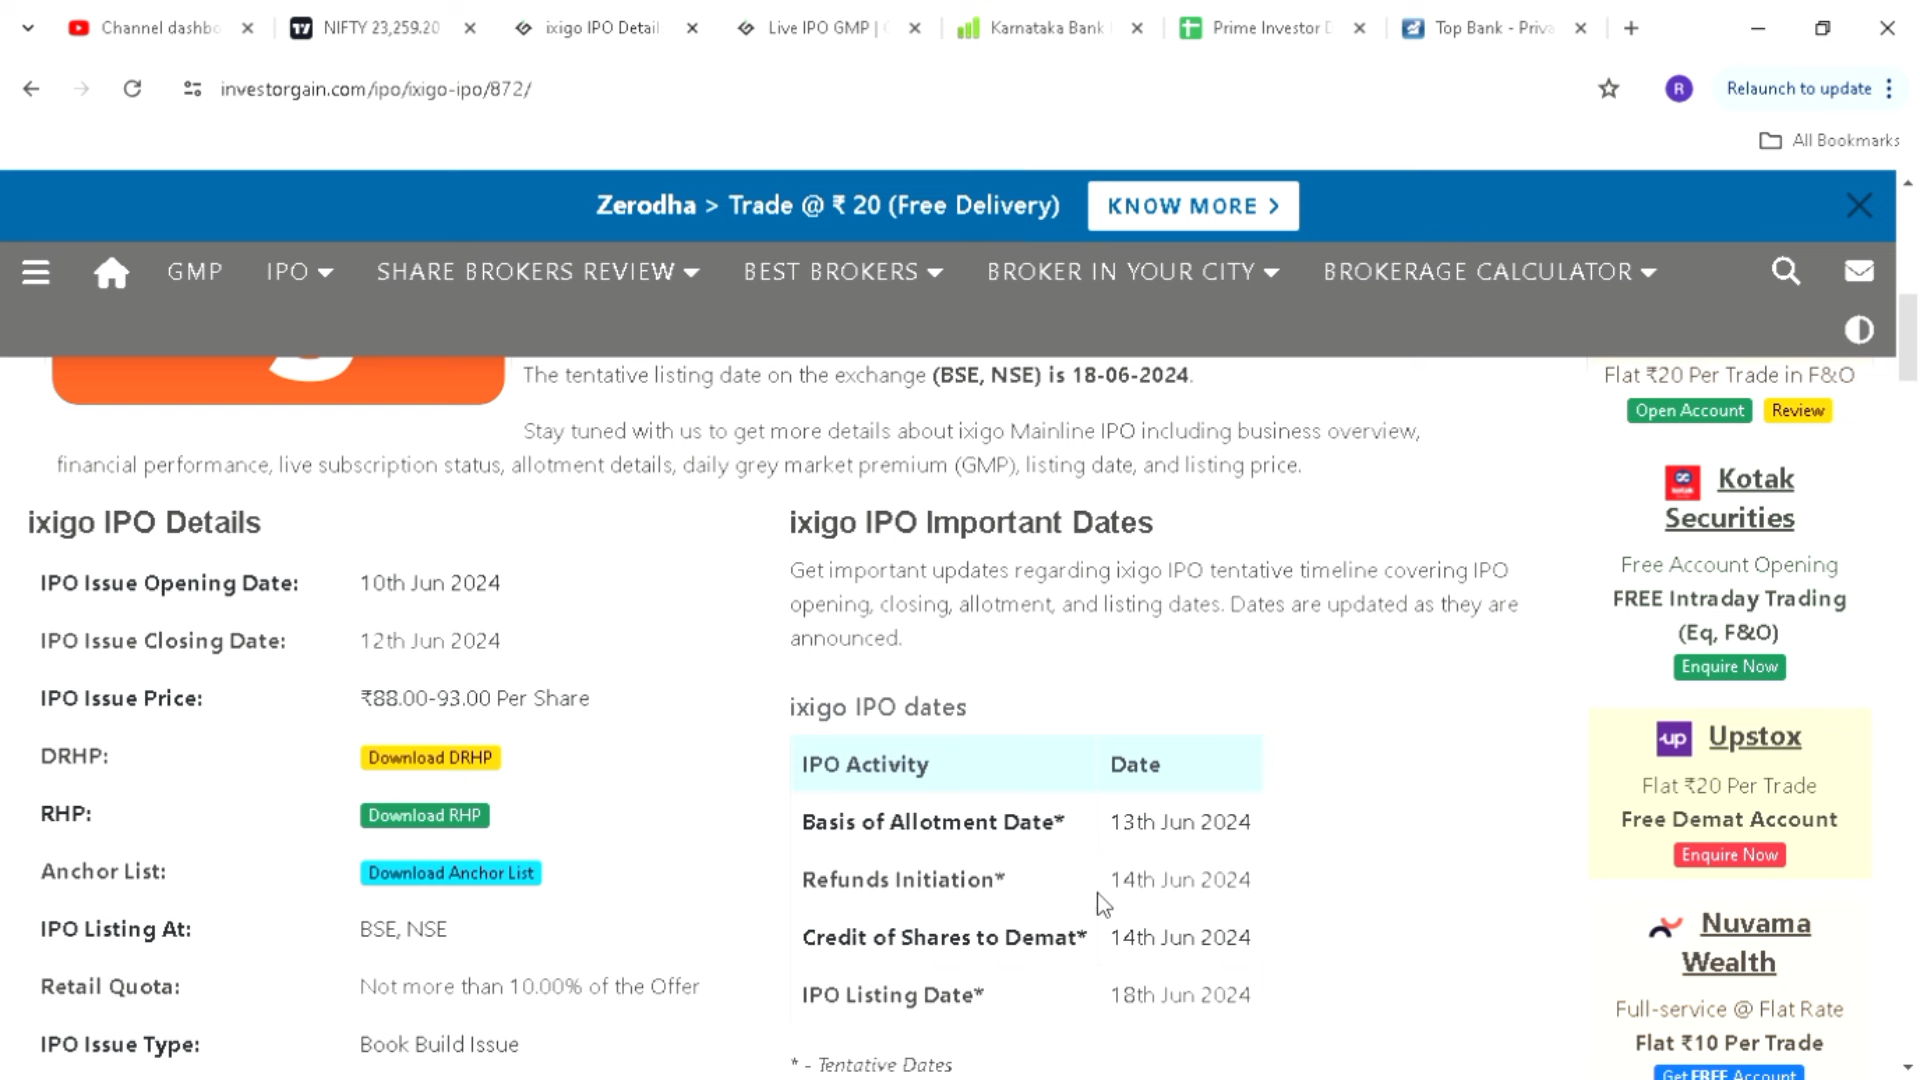 Channel dashbo
NIFTY 23,259.20
ixigo IPO Detail
Live IPO GMP |
Karnataka Bank
Prime Investor D
Top Bank - Priva
investorgain.com/ipo/ixigo-ipo/872/
R
Relaunch to update
All Bookmarks
Zerodha > Trade @ ₹ 20 (Free Delivery)
KNOW MORE >
GMP
IPO
SHARE BROKERS REVIEW
BEST BROKERS
BROKER IN YOUR CITY
BROKERAGE CALCULATOR
The tentative listing date on the exchange (BSE, NSE) is 18-06-2024.
Stay tuned with us to get more details about ixigo Mainline IPO including business overview,
financial performance, live subscription status, allotment details, daily grey market premium (GMP), listing date, and listing price.
ixigo IPO Details
IPO Issue Opening Date: 10th Jun 2024
IPO Issue Closing Date: 12th Jun 2024
IPO Issue Price: ₹88.00-93.00 Per Share
DRHP: Download DRHP
RHP: Download RHP
Anchor List: Download Anchor List
IPO Listing At: BSE, NSE
Retail Quota: Not more than 10.00% of the Offer
IPO Issue Type: Book Build Issue
ixigo IPO Important Dates
Get important updates regarding ixigo IPO tentative timeline covering IPO
opening, closing, allotment, and listing dates. Dates are updated as they are
announced.
ixigo IPO dates
IPO Activity Date
Basis of Allotment Date* 13th Jun 2024
Refunds Initiation* 14th Jun 2024
Credit of Shares to Demat* 14th Jun 2024
IPO Listing Date* 18th Jun 2024
* - Tentative Dates
Flat ₹20 Per Trade in F&O
Open Account Review
kotak
Kotak
Securities
Free Account Opening
FREE Intraday Trading
(Eq, F&O)
Enquire Now
up
Upstox
Flat ₹20 Per Trade
Free Demat Account
Enquire Now
Nuvama
Wealth
Full-service @ Flat Rate
Flat ₹10 Per Trade
Get FREE Account